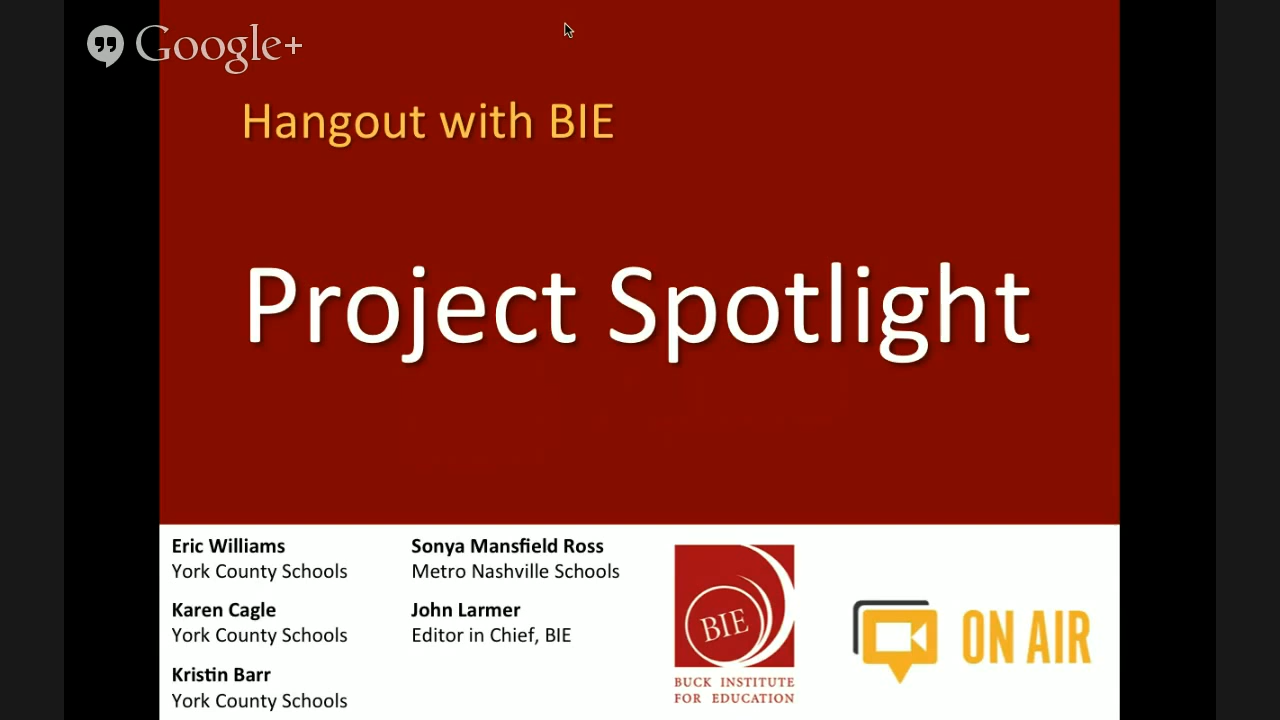 Google+
Hangout with BIE
Project Spotlight
Eric Williams
York County Schools
Karen Cagle
York County Schools
Kristin Barr
York County Schools
Sonya Mansfield Ross
Metro Nashville Schools
John Larmer
Editor in Chief, BIE
BIE
BUCK INSTITUTE
FOR EDUCATION
ON AIR